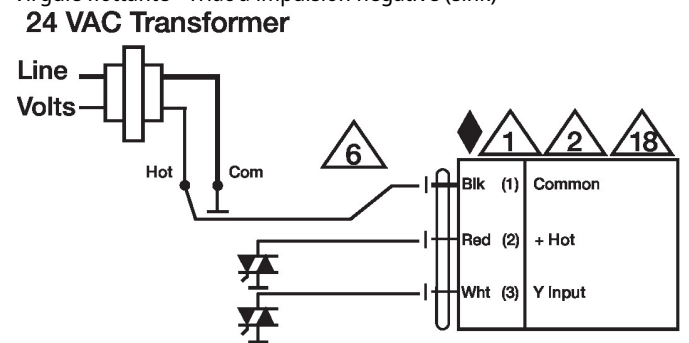 24 VAC Transformer
Line
Volts
Hot
Com
6
1
2
18
Blk (1) Common
Red (2) + Hot
Wht (3) Y Input